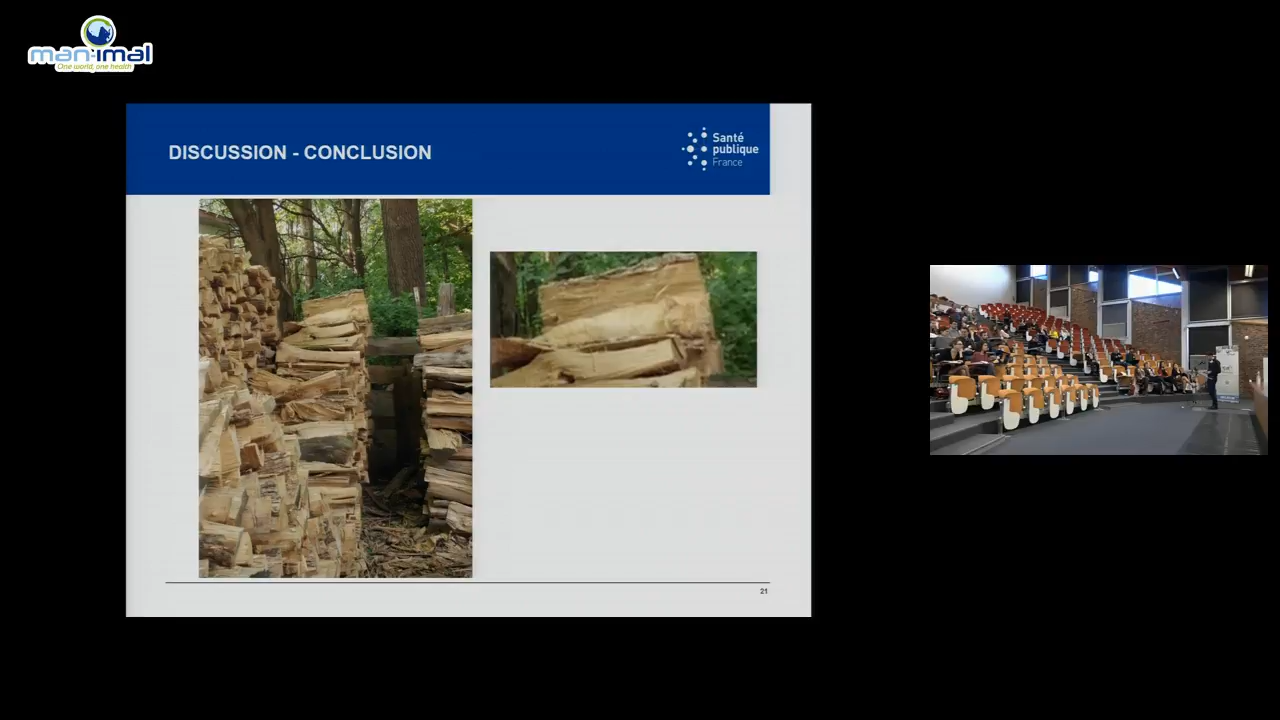 man-imal
One world, one health
DISCUSSION - CONCLUSION
Santé
publique
France
21